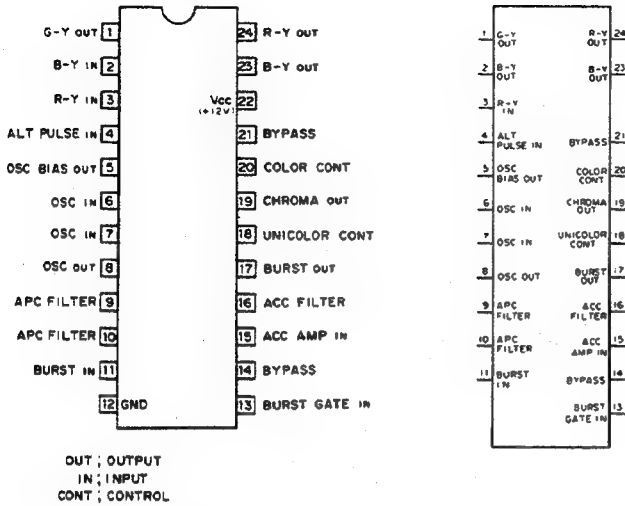 G-Y OUT 1 24 R-Y OUT
B-Y IN 2 23 B-Y OUT
R-Y IN 3 Vcc 22
(+12V)
ALT PULSE IN 4 21 BYPASS
OSC BIAS OUT 5 20 COLOR CONT
OSC IN 6 19 CHROMA OUT
OSC IN 7 18 UNICOLOR CONT
OSC OUT 8 17 BURST OUT
APC FILTER 9 16 ACC FILTER
APC FILTER 10 15 ACC AMP IN
BURST IN 11 14 BYPASS
12 GND 13 BURST GATE IN
OUT ; OUTPUT
IN ; INPUT
CONT ; CONTROL
1 G-Y R-Y 24
OUT OUT
2 B-Y B-Y 23
OUT OUT
3 R-Y
IN
4 ALT
PULSE IN BYPASS 21
5 OSC COLOR 20
BIAS OUT CONT
6 OSC IN CHROMA 19
OUT
7 OSC IN UNICOLOR 18
CONT
8 OSC OUT BURST 17
OUT
9 APC ACC 16
FILTER FILTER
10 APC ACC 15
FILTER AMP IN
11 BURST BYPASS 14
IN
BURST 13
GATE IN